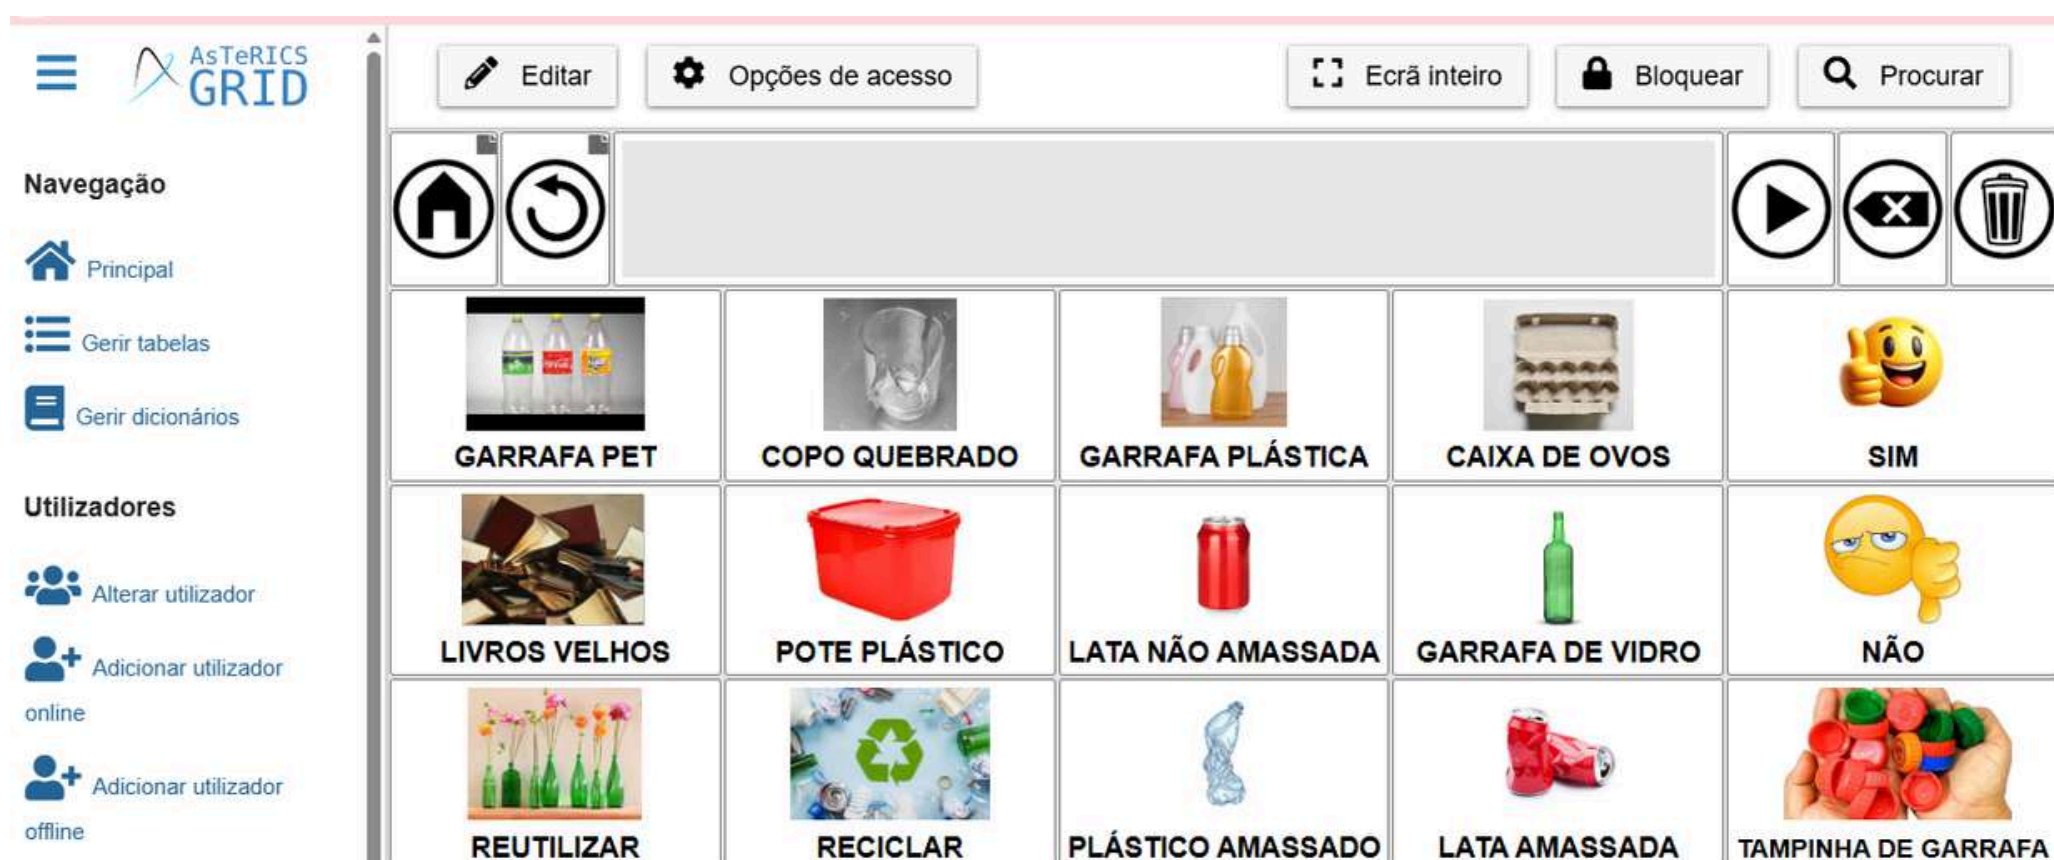 AsTeRICS
GRID
Editar
Opções de acesso
Ecrã inteiro
Bloquear
Procurar
Navegação
Principal
Gerir tabelas
Gerir dicionários
Utilizadores
Alterar utilizador
Adicionar utilizador
online
Adicionar utilizador
offline
GARRAFA PET
COPO QUEBRADO
GARRAFA PLÁSTICA
CAIXA DE OVOS
SIM
LIVROS VELHOS
POTE PLÁSTICO
LATA NÃO AMASSADA
GARRAFA DE VIDRO
NÃO
REUTILIZAR
RECICLAR
PLÁSTICO AMASSADO
LATA AMASSADA
TAMPINHA DE GARRAFA